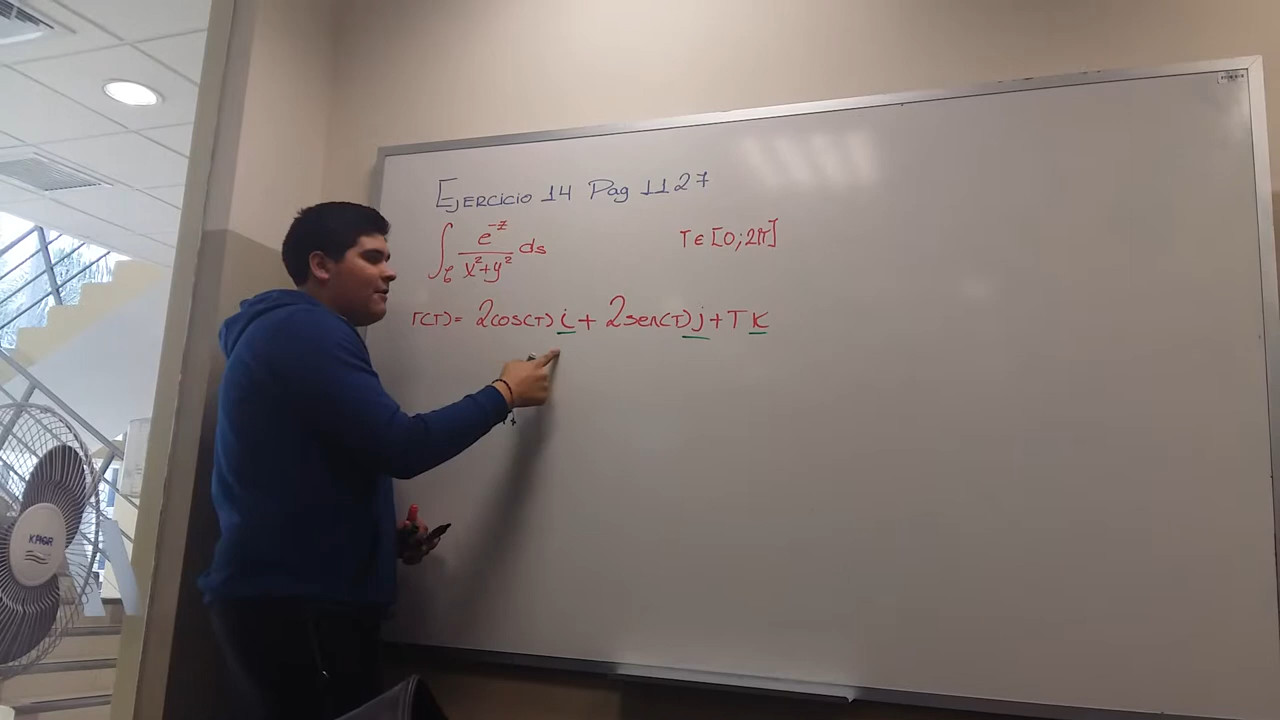 Ejercicio 14 Pag 1127
∫_C e^{-z} / (x²+y²) ds T ∈ [0; 2π]
r(T) = 2cos(T) i + 2sen(T) j + T k